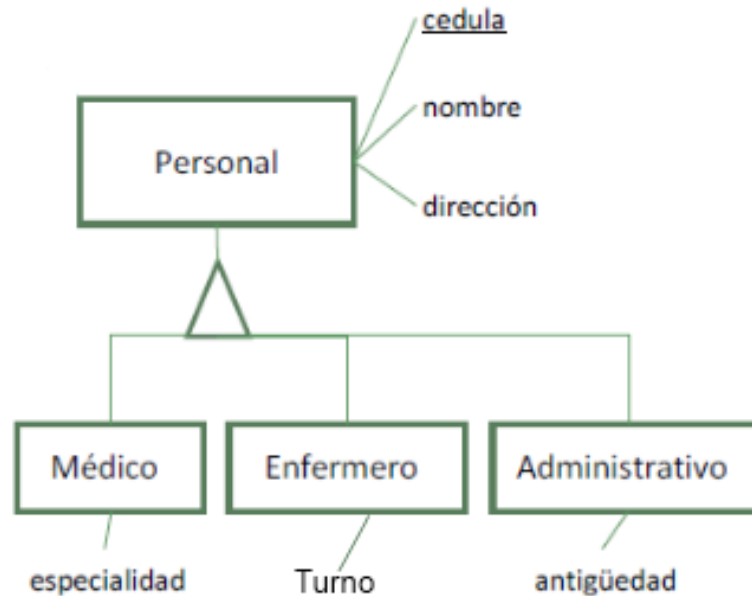 cedula
nombre
Personal
dirección
Médico
Enfermero
Administrativo
especialidad
Turno
antigüedad